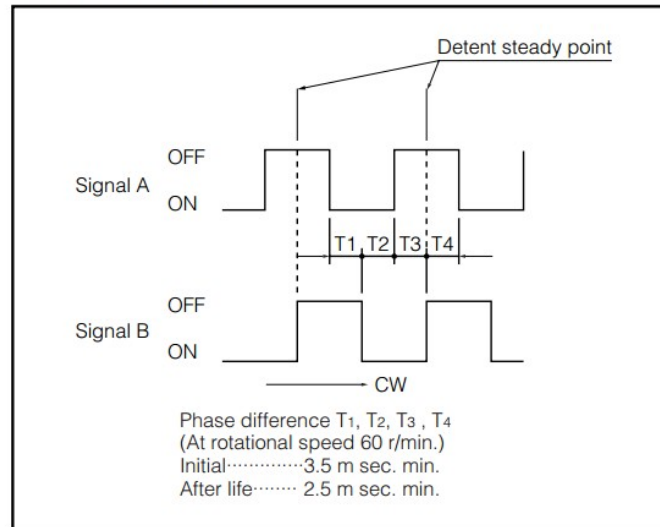 Detent steady point
OFF
Signal A
ON
T1 T2 T3 T4
OFF
Signal B
ON
CW
Phase difference T1, T2, T3 , T4
(At rotational speed 60 r/min.)
Initial··············3.5 m sec. min.
After life········ 2.5 m sec. min.